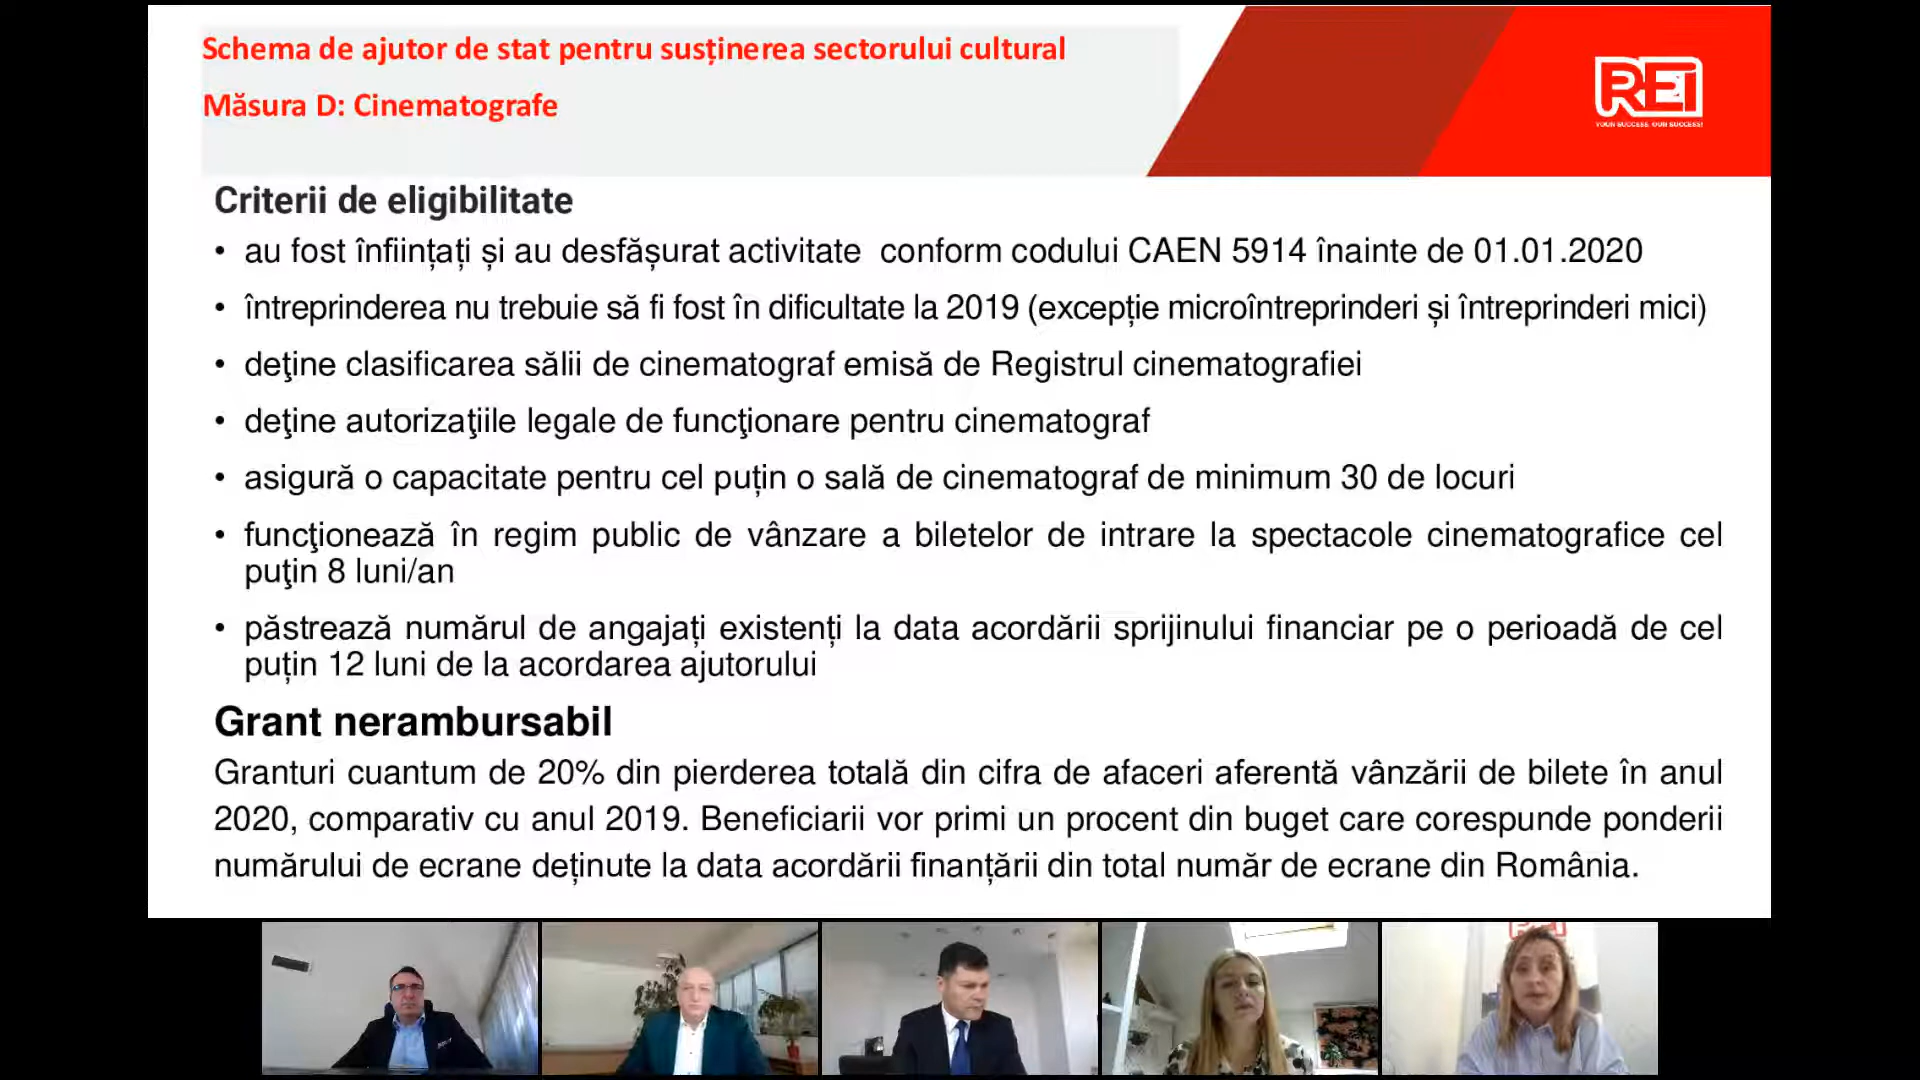 Schema de ajutor de stat pentru susținerea sectorului cultural
Măsura D: Cinematografe
REI
YOUR SUCCESS, OUR SUCCESS!
Criterii de eligibilitate
• au fost înființați și au desfășurat activitate conform codului CAEN 5914 înainte de 01.01.2020
• întreprinderea nu trebuie să fi fost în dificultate la 2019 (excepție microîntreprinderi și întreprinderi mici)
• deţine clasificarea sălii de cinematograf emisă de Registrul cinematografiei
• deţine autorizaţiile legale de funcţionare pentru cinematograf
• asigură o capacitate pentru cel puțin o sală de cinematograf de minimum 30 de locuri
• funcţionează în regim public de vânzare a biletelor de intrare la spectacole cinematografice cel
puţin 8 luni/an
• păstrează numărul de angajați existenți la data acordării sprijinului financiar pe o perioadă de cel
puțin 12 luni de la acordarea ajutorului
Grant nerambursabil
Granturi cuantum de 20% din pierderea totală din cifra de afaceri aferentă vânzării de bilete în anul
2020, comparativ cu anul 2019. Beneficiarii vor primi un procent din buget care corespunde ponderii
numărului de ecrane deținute la data acordării finanțării din total număr de ecrane din România.
REI